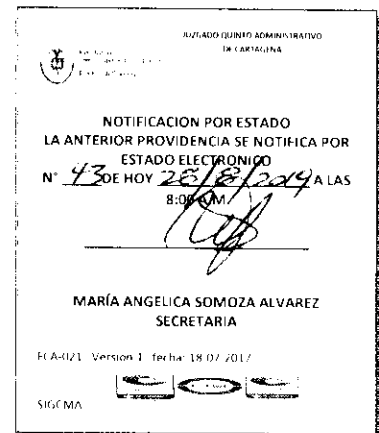 JUZGADO QUINTO ADMINISTRATIVO
DE CARTAGENA
NOTIFICACION POR ESTADO
LA ANTERIOR PROVIDENCIA SE NOTIFICA POR
ESTADO ELECTRONICO
N° 43 DE HOY 28/8/2019 A LAS
8:00 A/M
MARÍA ANGELICA SOMOZA ALVAREZ
SECRETARIA
FCA-021 Version 1 fecha: 18-07-2017
SIGCMA